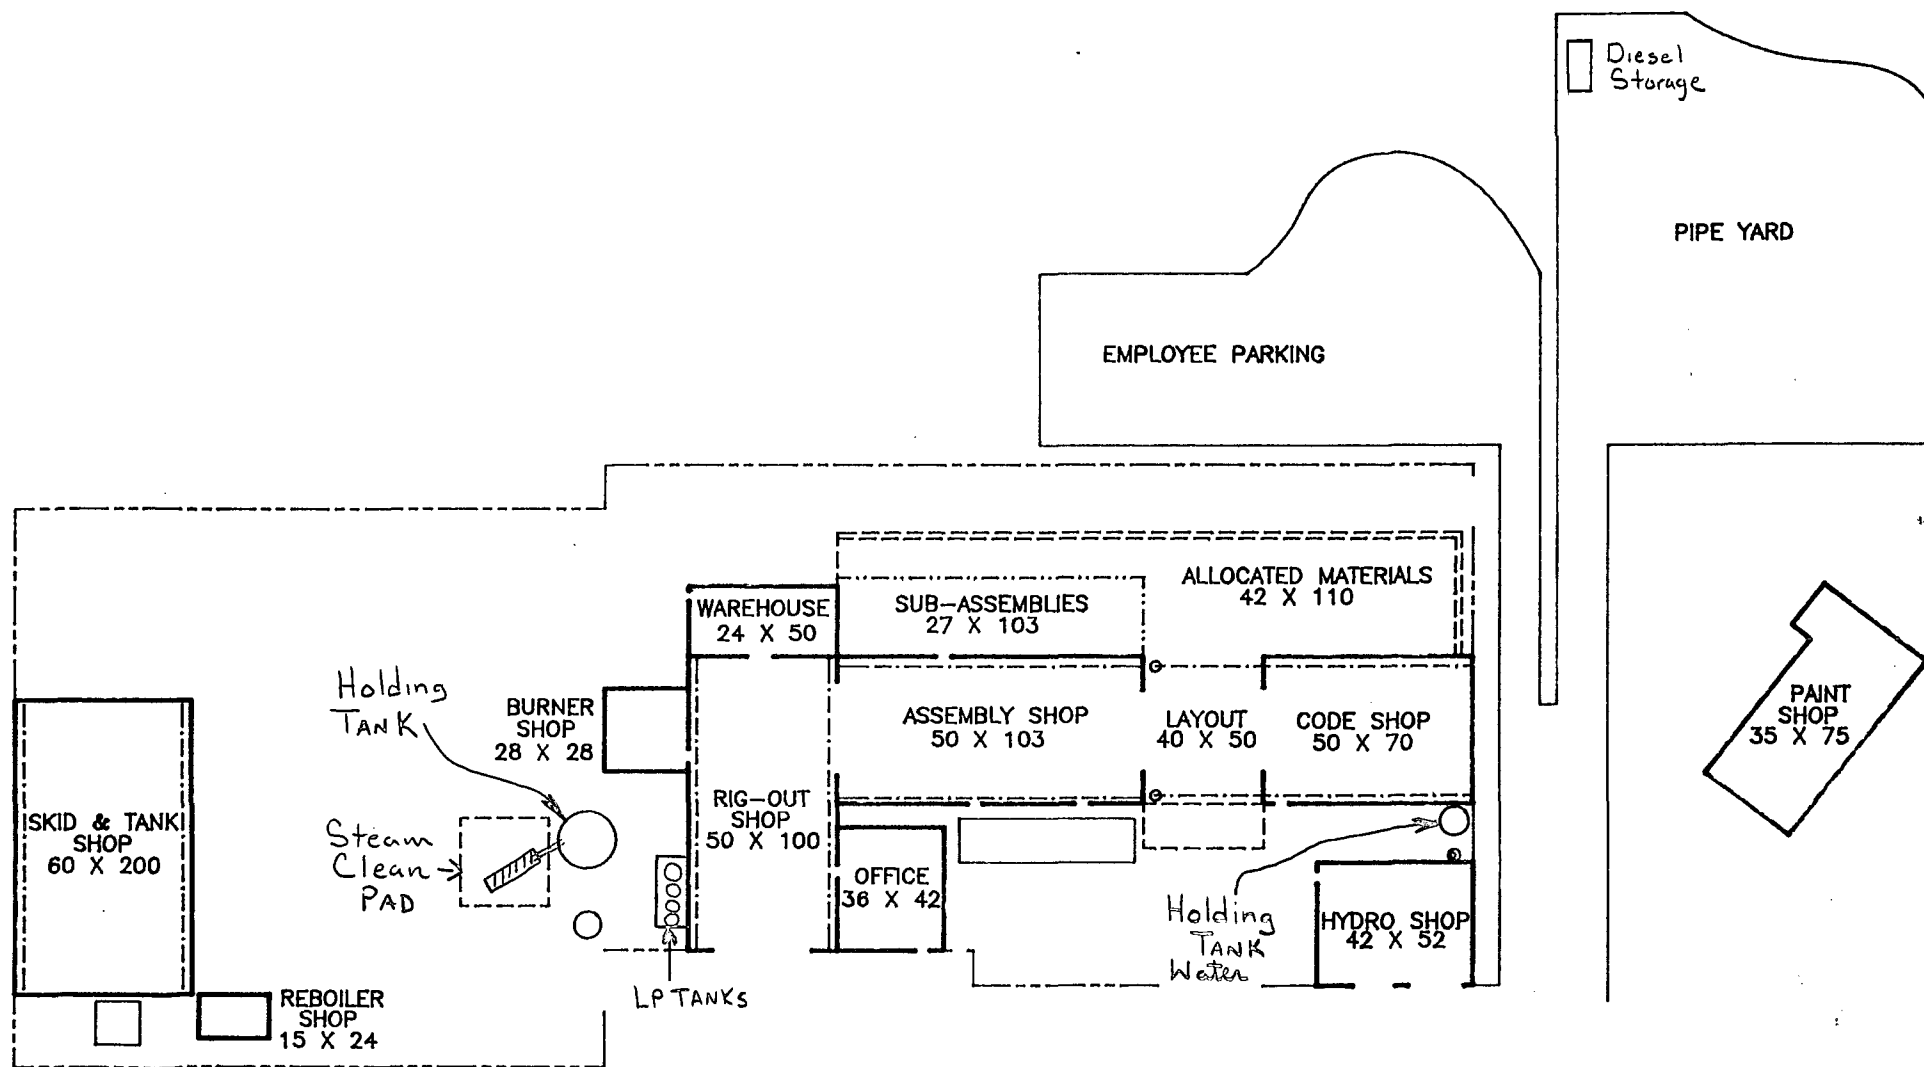 Diesel
Storage
PIPE YARD
EMPLOYEE PARKING
ALLOCATED MATERIALS
42 X 110
SUB-ASSEMBLIES
27 X 103
WAREHOUSE
24 X 50
Holding
TANK
BURNER
SHOP
28 X 28
ASSEMBLY SHOP
50 X 103
LAYOUT
40 X 50
CODE SHOP
50 X 70
PAINT
SHOP
35 X 75
RIG-OUT
SHOP
50 X 100
SKID & TANK
SHOP
60 X 200
Steam
Clean
PAD
OFFICE
36 X 42
Holding
TANK
Water
HYDRO SHOP
42 X 52
LP TANKS
REBOILER
SHOP
15 X 24